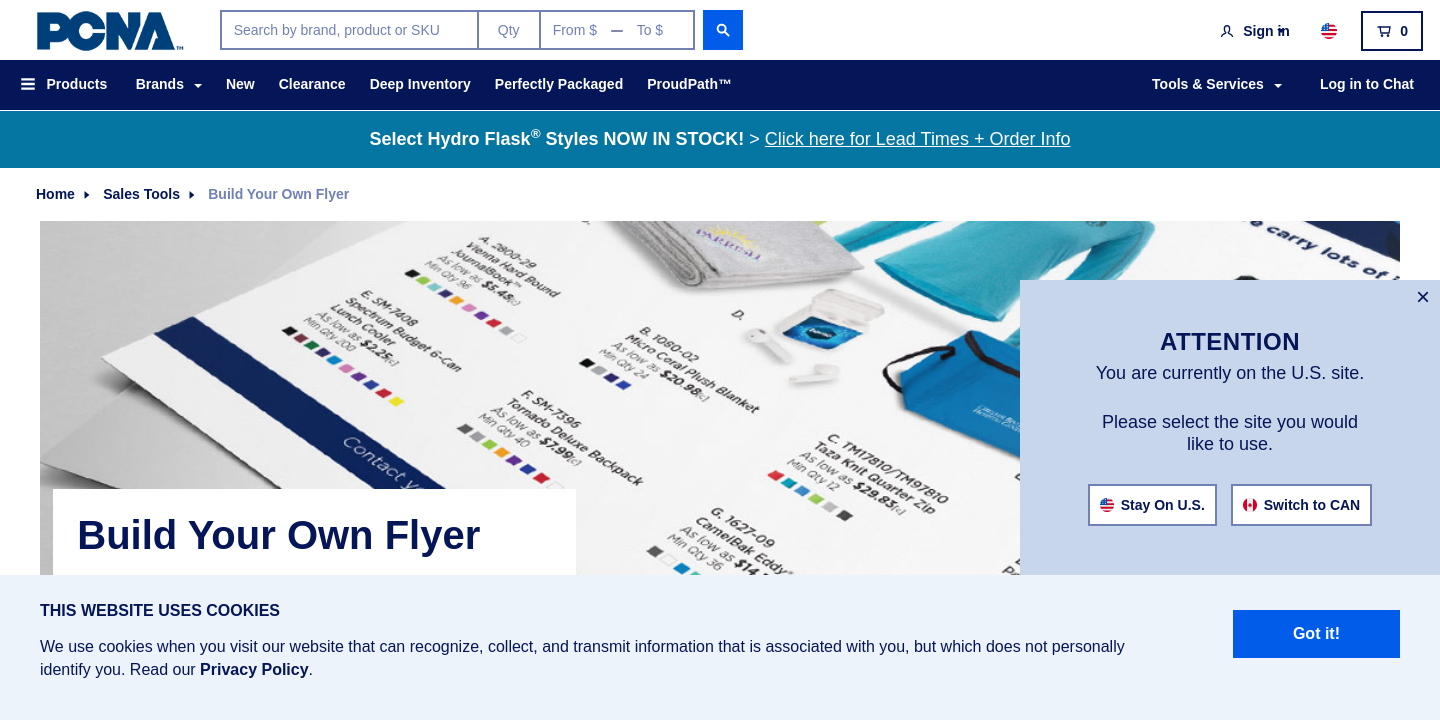 PCNA™
Search by brand, product or SKU
Qty
From $ — To $
Sign in
0
Products
Brands
New
Clearance
Deep Inventory
Perfectly Packaged
ProudPath™
Tools & Services
Log in to Chat
Select Hydro Flask® Styles NOW IN STOCK! > Click here for Lead Times + Order Info
Home
Sales Tools
Build Your Own Flyer
A. 2800-29
Vienna Hard Bound
JournalBook™
As low as $5.48(c)
Min Qty 96
E. SM-7408
Spectrum Budget 6-Can
Lunch Cooler
As low as $2.25(c)
Min Qty 200
D.
B. 1080-02
Micro Coral Plush Blanket
As low as $20.98(c)
Min Qty 24
F. SM-7396
Tornado Deluxe Backpack
As low as $7.99(c)
Min Qty 40
C. TM17810/TM97810
Taza Knit Quarter Zip
As low as $29.83(c)
Min Qty 12
G. 1627-09
CamelBak Eddy®
As low as $14.
Min Qty 36
Contact y
carry lots of
×
ATTENTION
You are currently on the U.S. site.
Please select the site you would
like to use.
Stay On U.S.
Switch to CAN
Build Your Own Flyer
THIS WEBSITE USES COOKIES
We use cookies when you visit our website that can recognize, collect, and transmit information that is associated with you, but which does not personally
identify you. Read our Privacy Policy.
Got it!